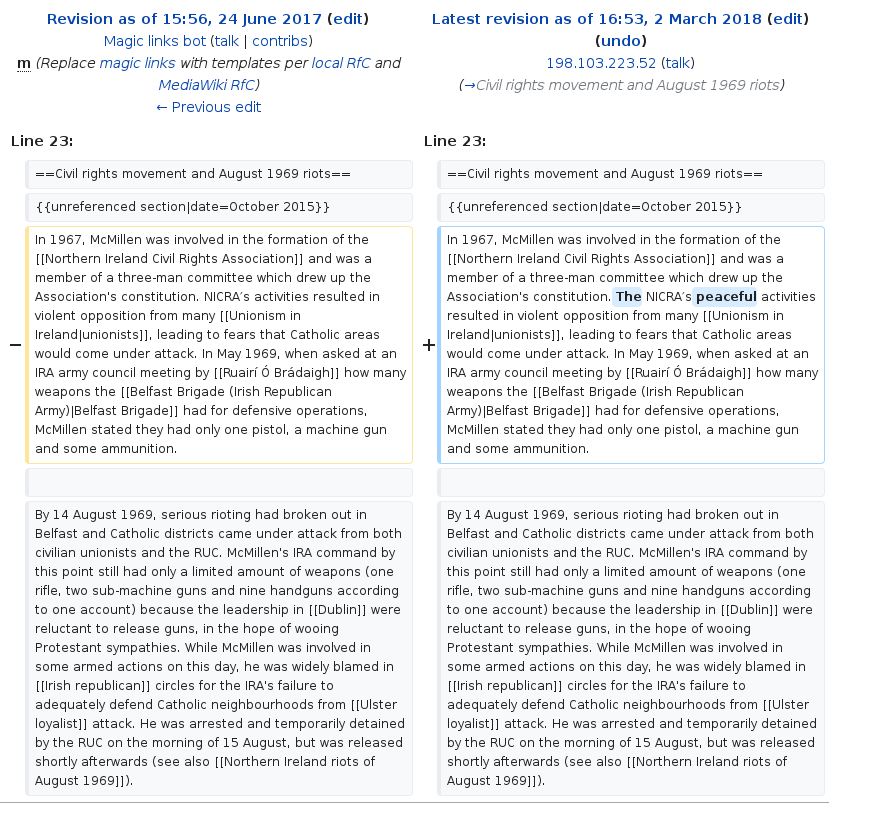 Revision as of 15:56, 24 June 2017 (edit)
Magic links bot (talk | contribs)
m (Replace magic links with templates per local RfC and
MediaWiki RfC)
← Previous edit
Latest revision as of 16:53, 2 March 2018 (edit)
(undo)
198.103.223.52 (talk)
(→Civil rights movement and August 1969 riots)
Line 23:
Line 23:
==Civil rights movement and August 1969 riots==
==Civil rights movement and August 1969 riots==
{{unreferenced section|date=October 2015}}
{{unreferenced section|date=October 2015}}
−
In 1967, McMillen was involved in the formation of the
[[Northern Ireland Civil Rights Association]] and was a
member of a three-man committee which drew up the
Association's constitution. NICRA′s activities resulted in
violent opposition from many [[Unionism in
Ireland|unionists]], leading to fears that Catholic areas
would come under attack. In May 1969, when asked at an
IRA army council meeting by [[Ruairí Ó Brádaigh]] how many
weapons the [[Belfast Brigade (Irish Republican
Army)|Belfast Brigade]] had for defensive operations,
McMillen stated they had only one pistol, a machine gun
and some ammunition.
+
In 1967, McMillen was involved in the formation of the
[[Northern Ireland Civil Rights Association]] and was a
member of a three-man committee which drew up the
Association's constitution. The NICRA′s peaceful activities
resulted in violent opposition from many [[Unionism in
Ireland|unionists]], leading to fears that Catholic areas
would come under attack. In May 1969, when asked at an
IRA army council meeting by [[Ruairí Ó Brádaigh]] how many
weapons the [[Belfast Brigade (Irish Republican
Army)|Belfast Brigade]] had for defensive operations,
McMillen stated they had only one pistol, a machine gun
and some ammunition.
By 14 August 1969, serious rioting had broken out in
Belfast and Catholic districts came under attack from both
civilian unionists and the RUC. McMillen's IRA command by
this point still had only a limited amount of weapons (one
rifle, two sub-machine guns and nine handguns according
to one account) because the leadership in [[Dublin]] were
reluctant to release guns, in the hope of wooing
Protestant sympathies. While McMillen was involved in
some armed actions on this day, he was widely blamed in
[[Irish republican]] circles for the IRA's failure to
adequately defend Catholic neighbourhoods from [[Ulster
loyalist]] attack. He was arrested and temporarily detained
by the RUC on the morning of 15 August, but was released
shortly afterwards (see also [[Northern Ireland riots of
August 1969]]).
By 14 August 1969, serious rioting had broken out in
Belfast and Catholic districts came under attack from both
civilian unionists and the RUC. McMillen's IRA command by
this point still had only a limited amount of weapons (one
rifle, two sub-machine guns and nine handguns according
to one account) because the leadership in [[Dublin]] were
reluctant to release guns, in the hope of wooing
Protestant sympathies. While McMillen was involved in
some armed actions on this day, he was widely blamed in
[[Irish republican]] circles for the IRA's failure to
adequately defend Catholic neighbourhoods from [[Ulster
loyalist]] attack. He was arrested and temporarily detained
by the RUC on the morning of 15 August, but was released
shortly afterwards (see also [[Northern Ireland riots of
August 1969]]).